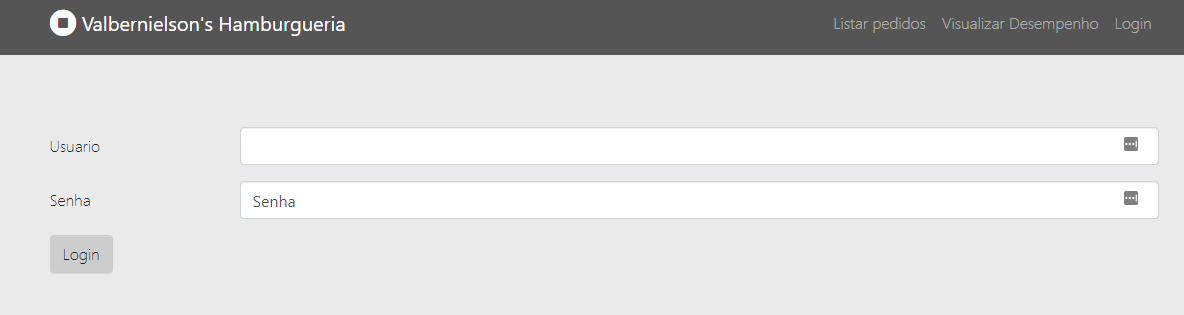 Valbernielson's Hamburgueria
Listar pedidos Visualizar Desempenho Login
Usuario
Senha
Senha
Login